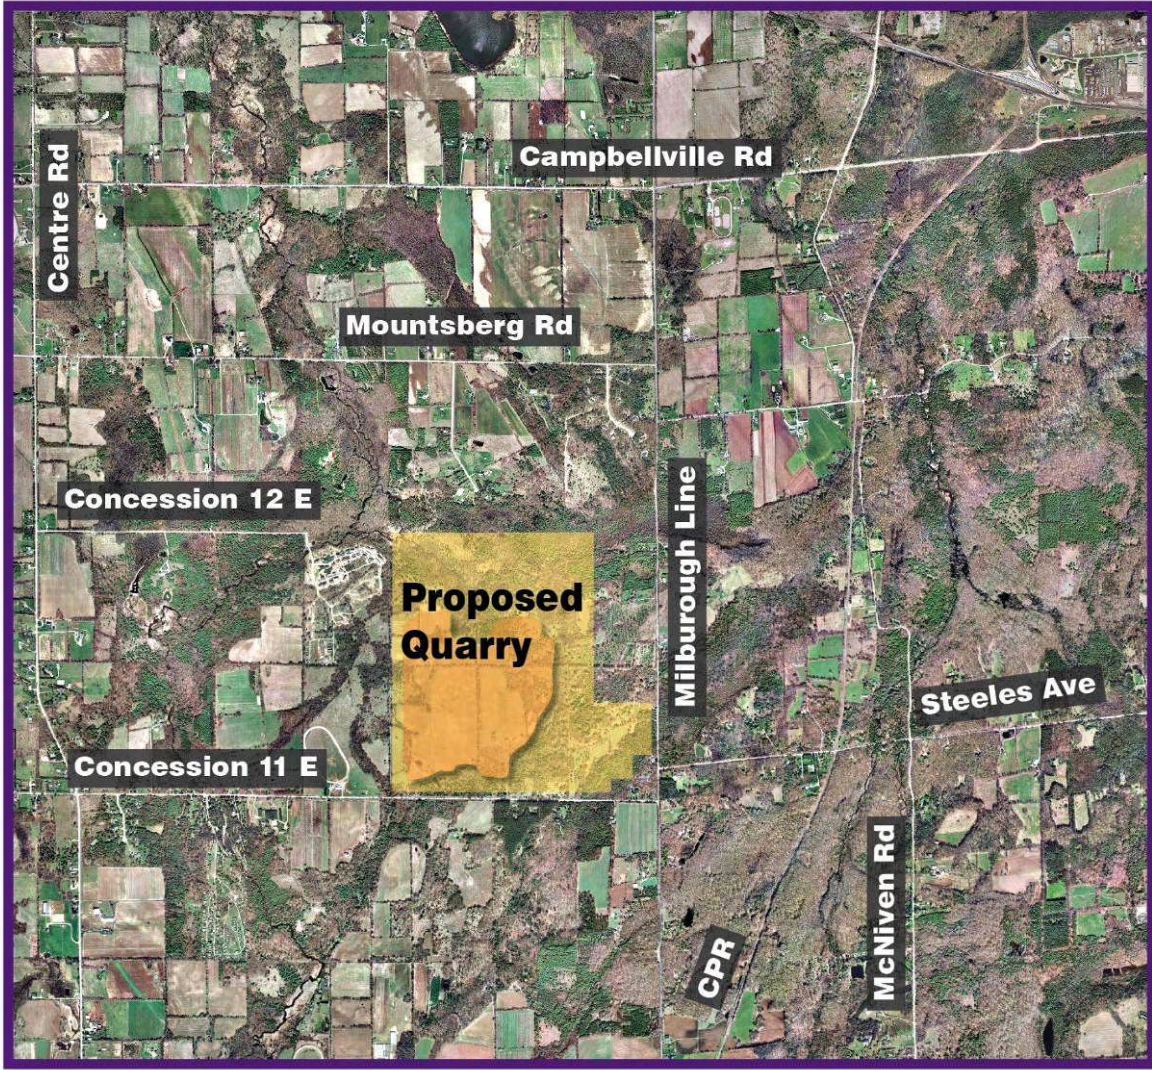 Campbellville Rd
Centre Rd
Mountsberg Rd
Concession 12 E
Milburough Line
Proposed
Quarry
Steeles Ave
Concession 11 E
McNiven Rd
CPR